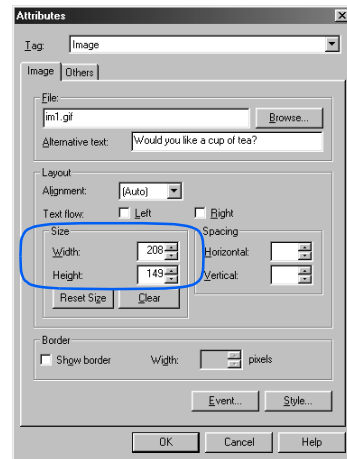 Attributes
Tag: Image
Image Others
File:
im1.gif Browse...
Alternative text: Would you like a cup of tea?
Layout
Alignment: (Auto)
Text flow: Left Right
Size Spacing
Width: 208 Horizontal:
Height: 149 Vertical:
Reset Size Clear
Border
Show border Width: pixels
Event... Style...
OK Cancel Help